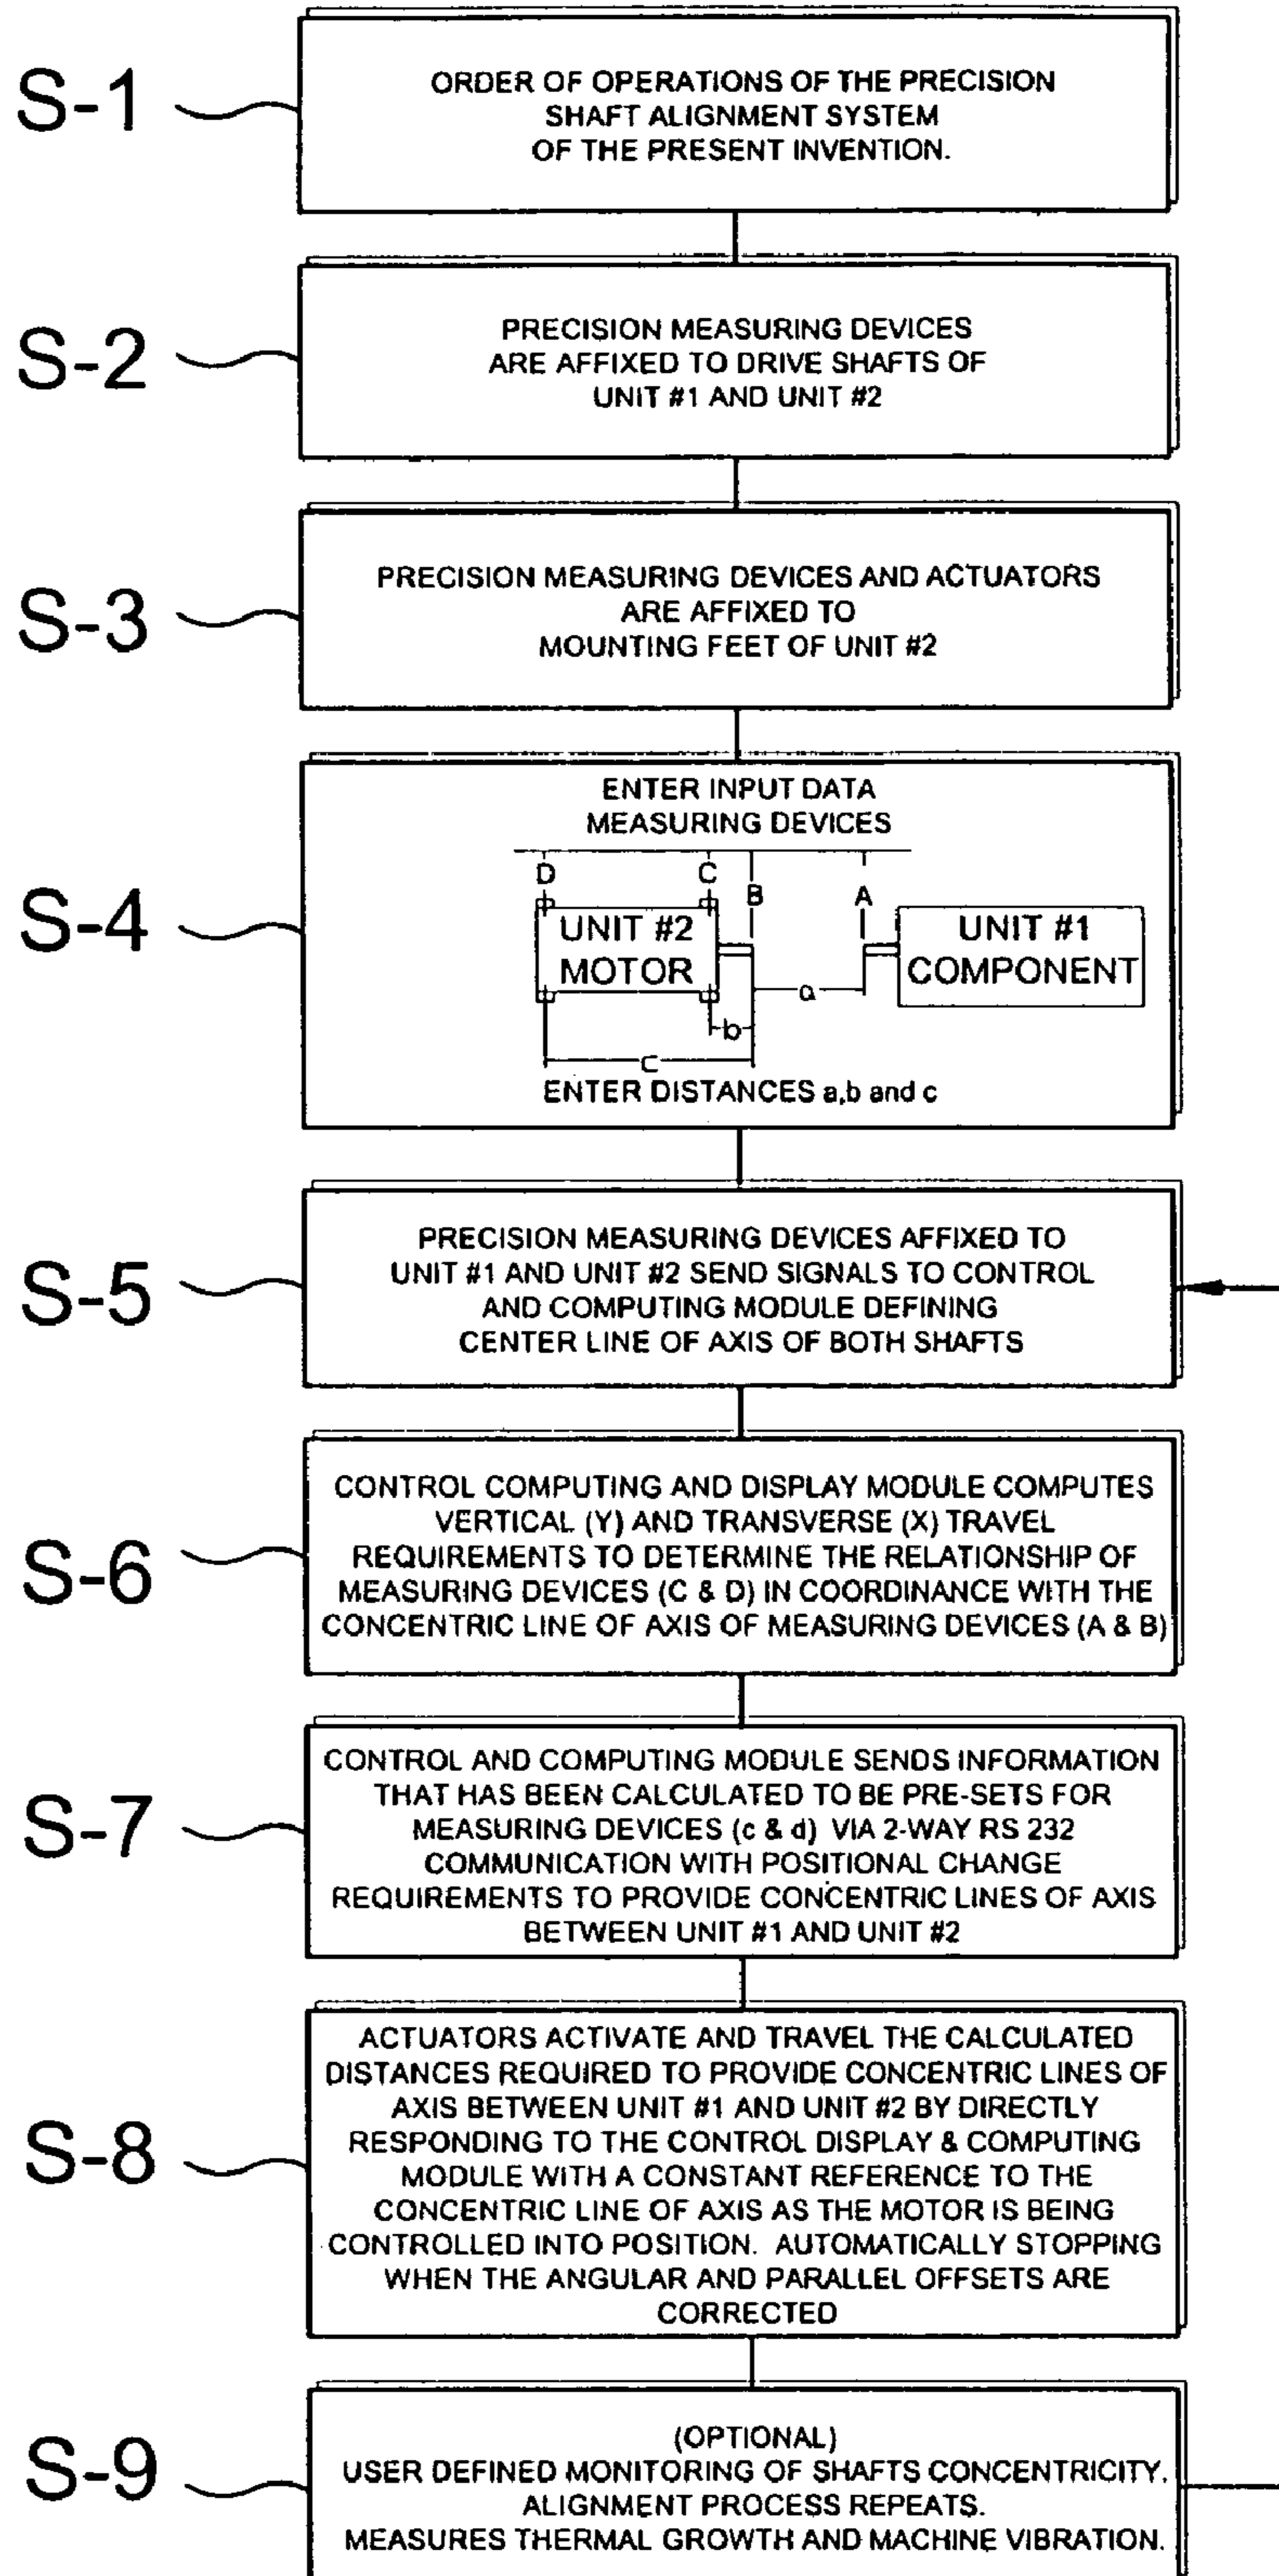 S-1
ORDER OF OPERATIONS OF THE PRECISION
SHAFT ALIGNMENT SYSTEM
OF THE PRESENT INVENTION.
S-2
PRECISION MEASURING DEVICES
ARE AFFIXED TO DRIVE SHAFTS OF
UNIT #1 AND UNIT #2
S-3
PRECISION MEASURING DEVICES AND ACTUATORS
ARE AFFIXED TO
MOUNTING FEET OF UNIT #2
S-4
ENTER INPUT DATA
MEASURING DEVICES
D C B A
UNIT #2
MOTOR
UNIT #1
COMPONENT
a
b
c
ENTER DISTANCES a,b and c
S-5
PRECISION MEASURING DEVICES AFFIXED TO
UNIT #1 AND UNIT #2 SEND SIGNALS TO CONTROL
AND COMPUTING MODULE DEFINING
CENTER LINE OF AXIS OF BOTH SHAFTS
S-6
CONTROL COMPUTING AND DISPLAY MODULE COMPUTES
VERTICAL (Y) AND TRANSVERSE (X) TRAVEL
REQUIREMENTS TO DETERMINE THE RELATIONSHIP OF
MEASURING DEVICES (C & D) IN COORDINANCE WITH THE
CONCENTRIC LINE OF AXIS OF MEASURING DEVICES (A & B)
S-7
CONTROL AND COMPUTING MODULE SENDS INFORMATION
THAT HAS BEEN CALCULATED TO BE PRE-SETS FOR
MEASURING DEVICES (c & d) VIA 2-WAY RS 232
COMMUNICATION WITH POSITIONAL CHANGE
REQUIREMENTS TO PROVIDE CONCENTRIC LINES OF AXIS
BETWEEN UNIT #1 AND UNIT #2
S-8
ACTUATORS ACTIVATE AND TRAVEL THE CALCULATED
DISTANCES REQUIRED TO PROVIDE CONCENTRIC LINES OF
AXIS BETWEEN UNIT #1 AND UNIT #2 BY DIRECTLY
RESPONDING TO THE CONTROL DISPLAY & COMPUTING
MODULE WITH A CONSTANT REFERENCE TO THE
CONCENTRIC LINE OF AXIS AS THE MOTOR IS BEING
CONTROLLED INTO POSITION. AUTOMATICALLY STOPPING
WHEN THE ANGULAR AND PARALLEL OFFSETS ARE
CORRECTED
S-9
(OPTIONAL)
USER DEFINED MONITORING OF SHAFTS CONCENTRICITY.
ALIGNMENT PROCESS REPEATS.
MEASURES THERMAL GROWTH AND MACHINE VIBRATION.